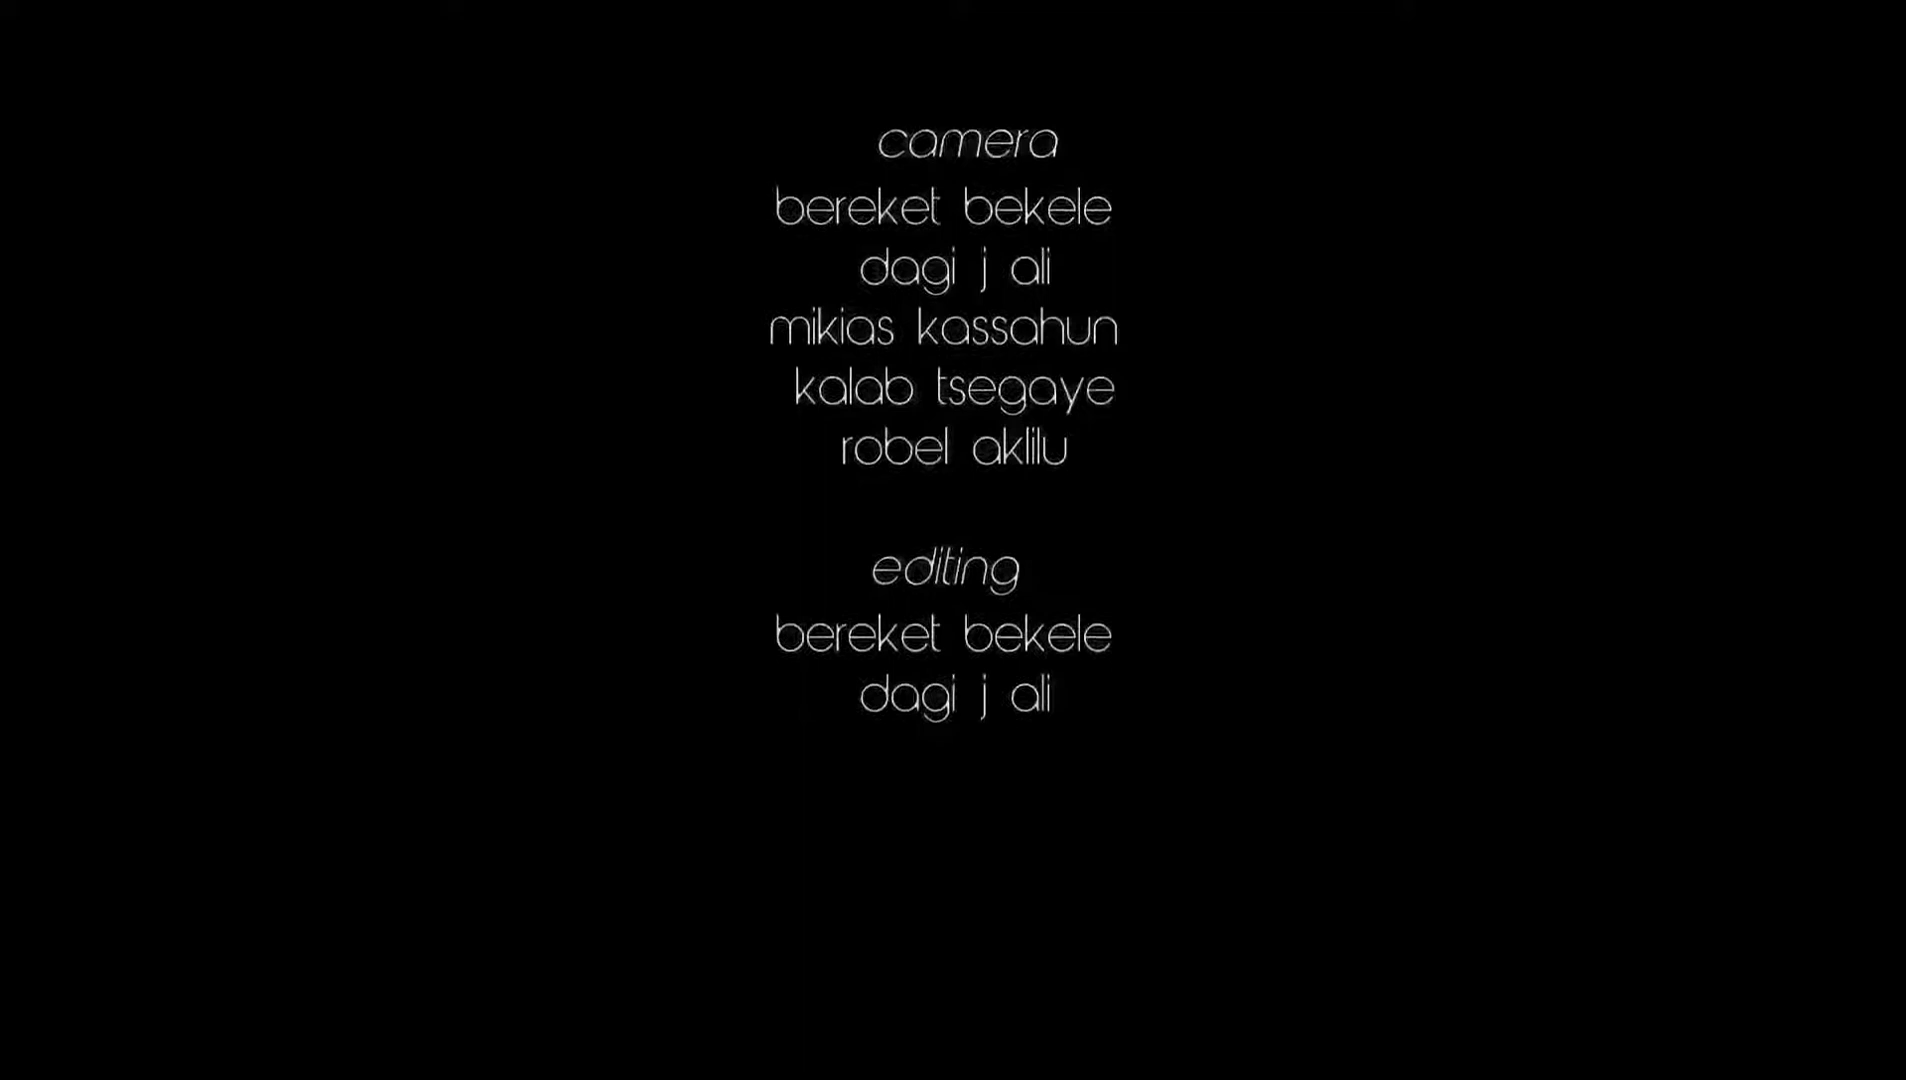 camera
bereket bekele
dagi j ali
mikias kassahun
kalab tsegaye
robel aklilu
editing
bereket bekele
dagi j ali